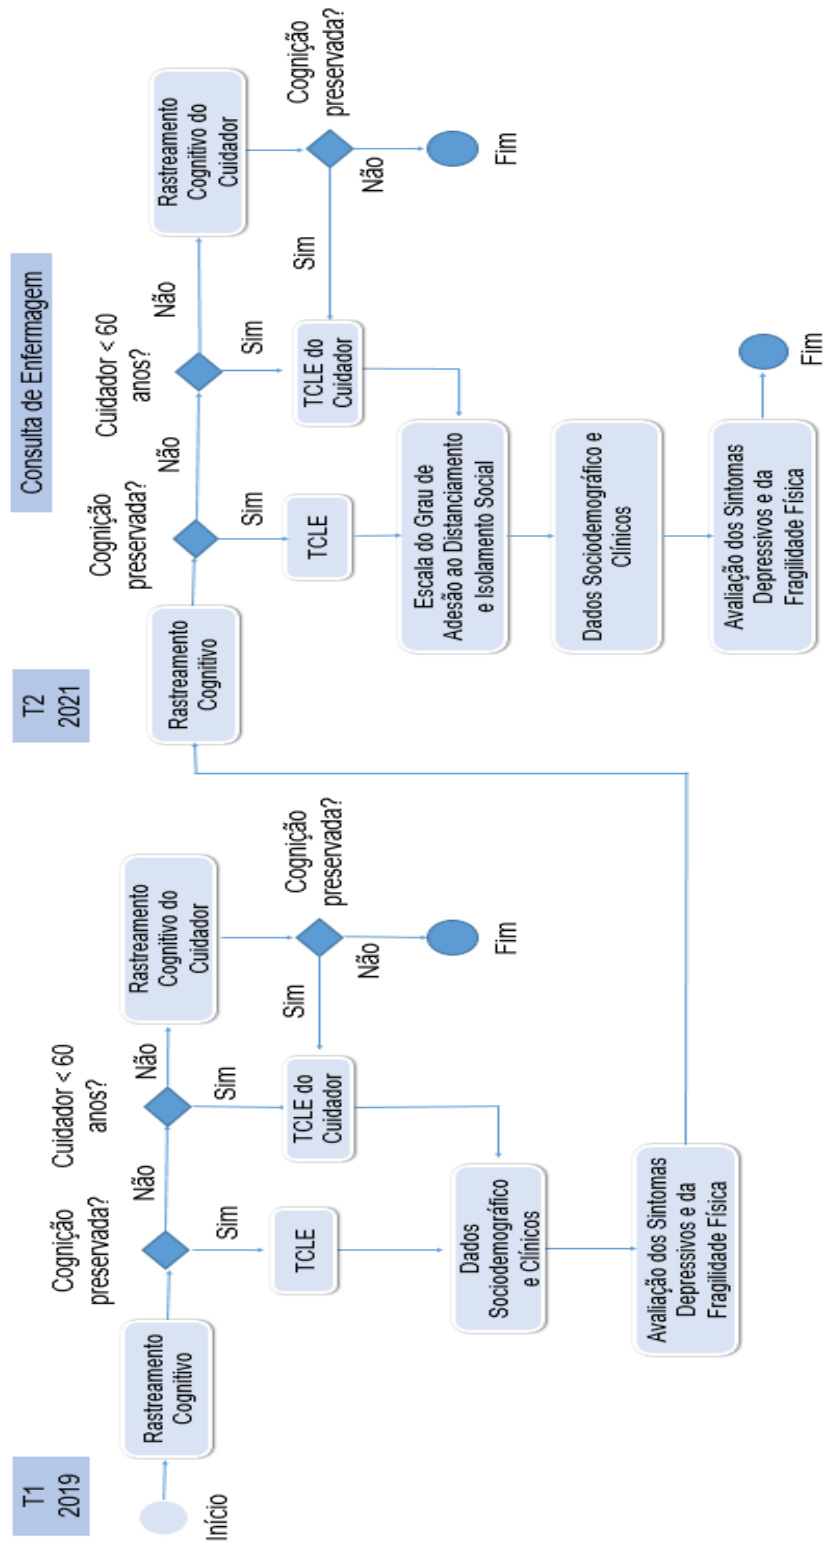 Consulta de Enfermagem
T1
2019
Início
Rastreamento
Cognitivo
Cognição
preservada?
Não
Sim
Cuidador < 60
anos?
Não
Sim
Rastreamento
Cognitivo do
Cuidador
Cognição
preservada?
Sim
Não
Fim
TCLE
TCLE do
Cuidador
Dados
Sociodemográfico
e Clínicos
Avaliação dos Sintomas
Depressivos e da
Fragilidade Física
T2
2021
Rastreamento
Cognitivo
Cognição
preservada?
Não
Sim
Cuidador < 60
anos?
Não
Sim
Rastreamento
Cognitivo do
Cuidador
Cognição
preservada?
Sim
Não
Fim
TCLE
TCLE do
Cuidador
Escala do Grau de
Adesão ao Distanciamento
e Isolamento Social
Dados Sociodemográfico e
Clínicos
Avaliação dos Sintomas
Depressivos e da
Fragilidade Física
Fim